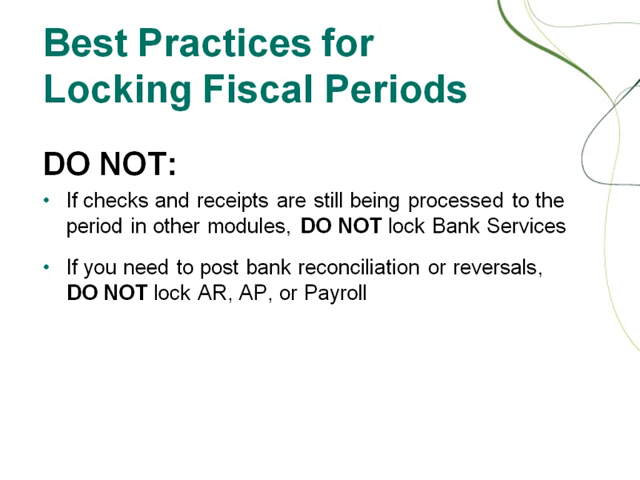 Best Practices for
Locking Fiscal Periods
DO NOT:
• If checks and receipts are still being processed to the
period in other modules, DO NOT lock Bank Services
• If you need to post bank reconciliation or reversals,
DO NOT lock AR, AP, or Payroll